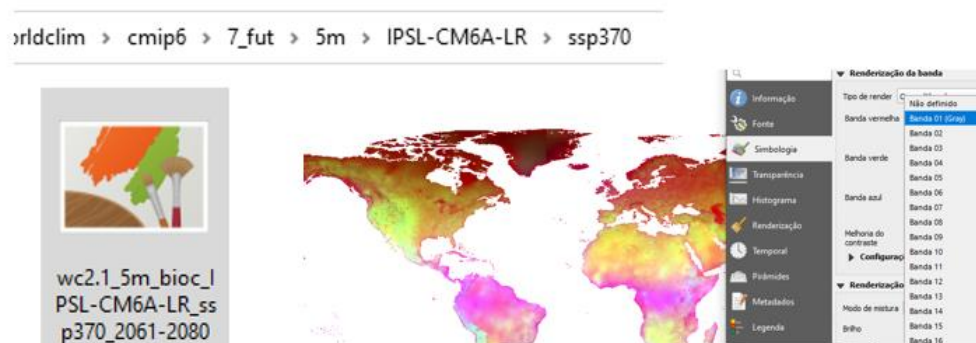 orldclim > cmip6 > 7_fut > 5m > IPSL-CM6A-LR > ssp370
wc2.1_5m_bioc_I
PSL-CM6A-LR_ss
p370_2061-2080
Informação
Fonte
Simbologia
Transparência
Histograma
Renderização
Temporal
Pirâmides
Metadados
Legenda
Renderização da banda
Tipo de render
Banda vermelha
Banda verde
Banda azul
Melhoria do
contraste
Configuraç
Renderização
Modo de mistura
Brilho
Não definido
Banda 01 (Gray)
Banda 02
Banda 03
Banda 04
Banda 05
Banda 06
Banda 07
Banda 08
Banda 09
Banda 10
Banda 11
Banda 12
Banda 13
Banda 14
Banda 15
Banda 16